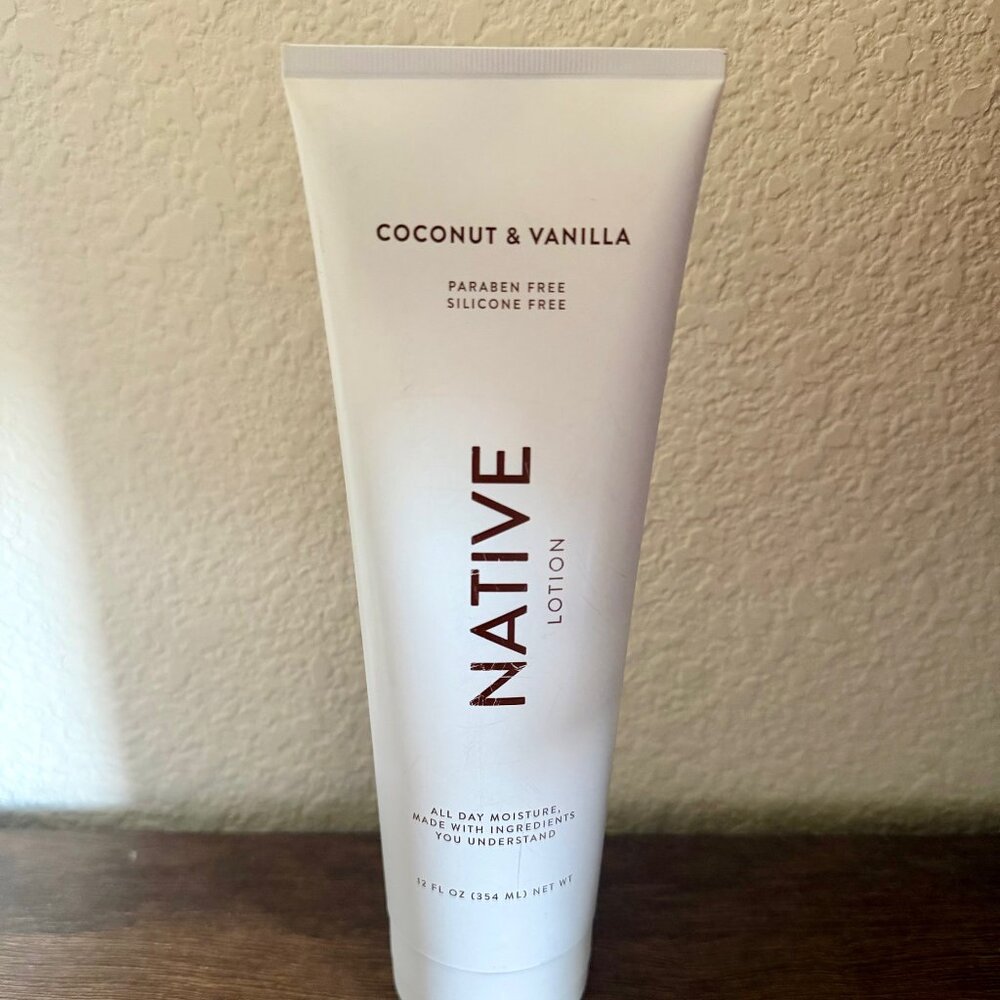 COCONUT & VANILLA
PARABEN FREE
SILICONE FREE
NATIVE
LOTION
ALL DAY MOISTURE,
MADE WITH INGREDIENTS
YOU UNDERSTAND
12 FL OZ (354 ML) NET WT